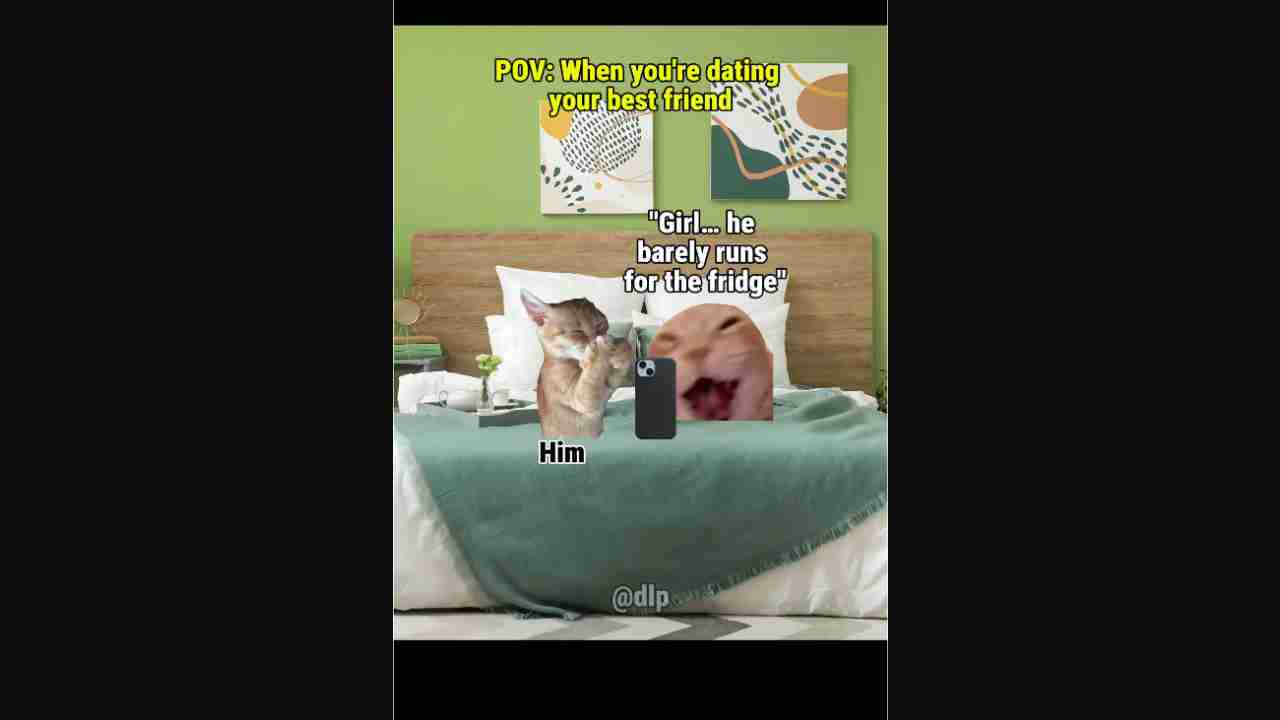 POV: When you're dating
your best friend
"Girl... he
barely runs
for the fridge"
Him
@dlp